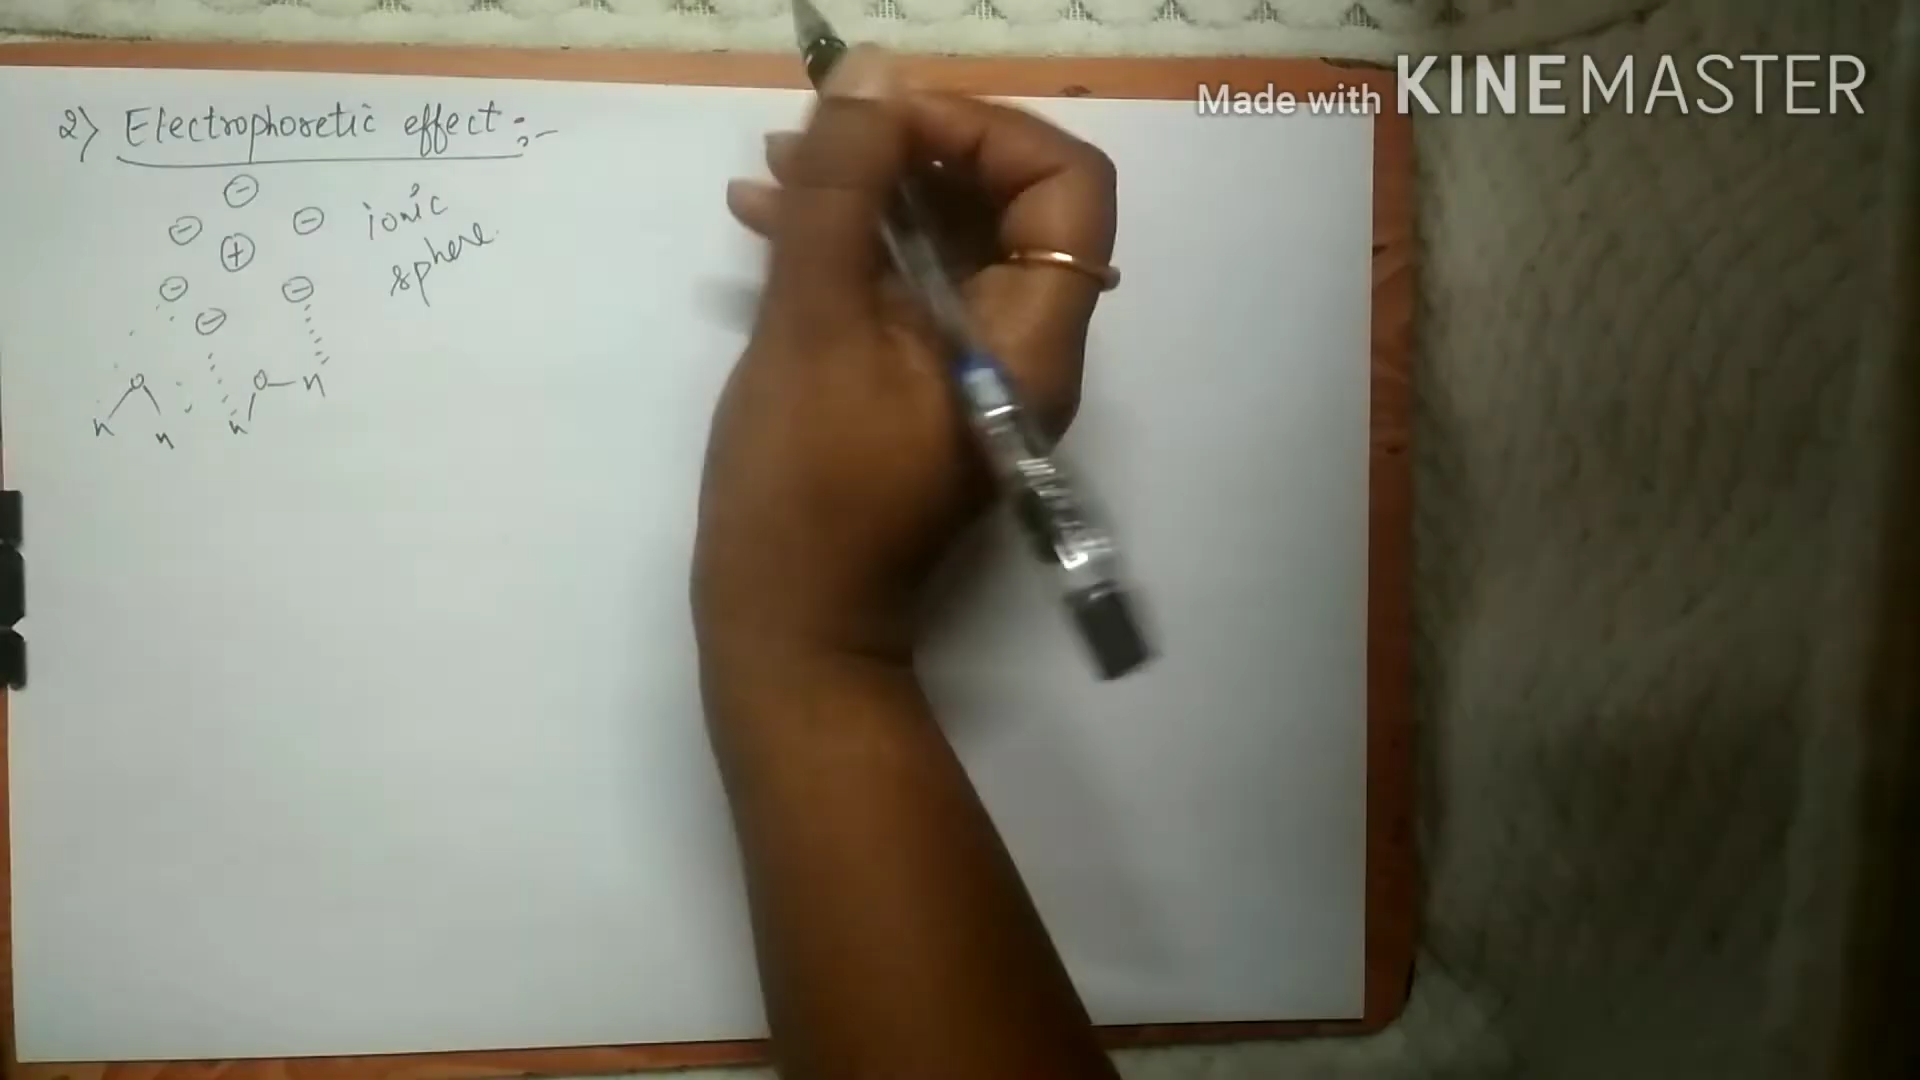 Made with KINEMASTER
2) Electrophoretic effect :-
⊖
⊖ ⊖ ionic
⊕ sphere
⊖ ⊖
⊖
O O—H
H H H